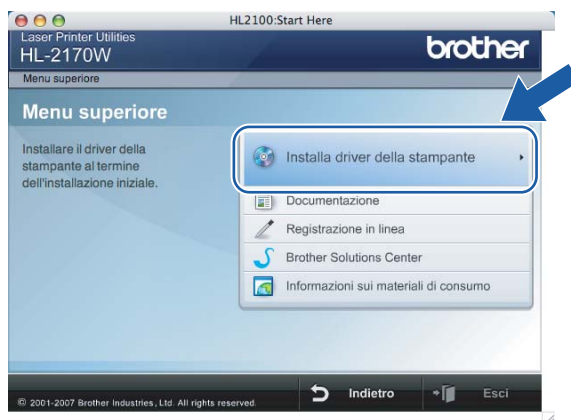 HL2100:Start Here
Laser Printer Utilities
HL-2170W
brother
Menu superiore
Menu superiore
Installare il driver della
stampante al termine
dell'installazione iniziale.
Installa driver della stampante
Documentazione
Registrazione in linea
Brother Solutions Center
Informazioni sui materiali di consumo
© 2001-2007 Brother Industries, Ltd. All rights reserved.
Indietro
Esci